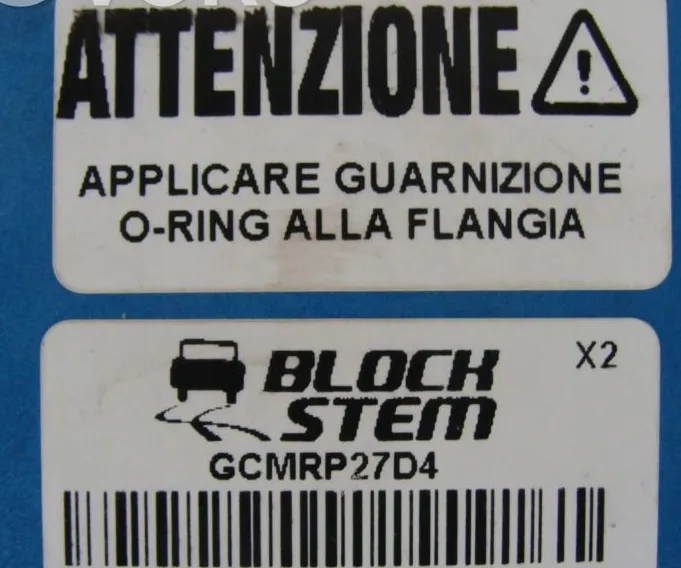 ATTENZIONE
APPLICARE GUARNIZIONE
O-RING ALLA FLANGIA
BLOCK
STEM
X2
GCMRP27D4